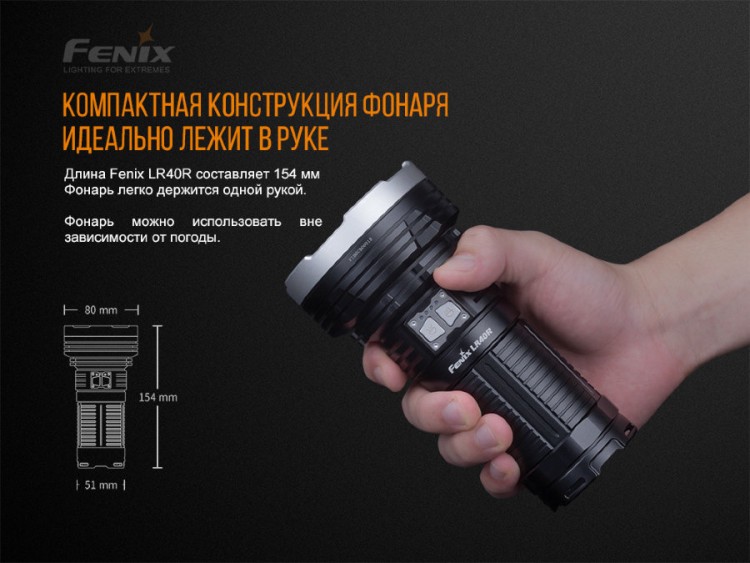 FENIX
LIGHTING FOR EXTREMES
КОМПАКТНАЯ КОНСТРУКЦИЯ ФОНАРЯ
ИДЕАЛЬНО ЛЕЖИТ В РУКЕ
Длина Fenix LR40R составляет 154 мм
Фонарь легко держится одной рукой.
Фонарь можно использовать вне
зависимости от погоды.
80 mm
154 mm
51 mm
FENIX LR40R